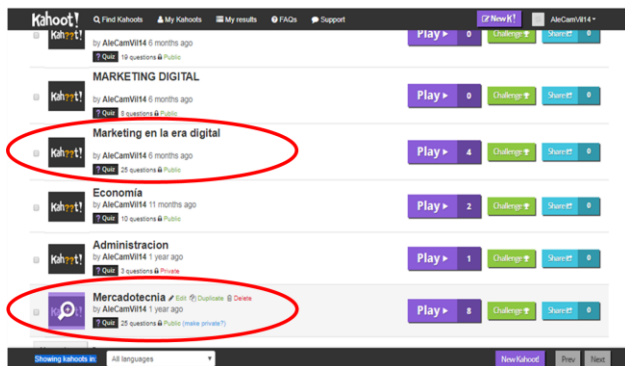 Kahoot! Find Kahoots My Kahoots My results FAQs Support New K! AleCamVil14
Kah??t! by AleCamVil14 6 months ago Play 0 Challenge Share 0
? Quiz 19 questions Public
MARKETING DIGITAL
Kah??t! by AleCamVil14 6 months ago Play 0 Challenge Share 0
? Quiz 8 questions Public
Marketing en la era digital
Kah??t! by AleCamVil14 6 months ago Play 4 Challenge Share 0
? Quiz 25 questions Public
Economía
Kah??t! by AleCamVil14 11 months ago Play 2 Challenge Share 0
? Quiz 10 questions Public
Administracion
Kah??t! by AleCamVil14 1 year ago Play 1 Challenge Share 0
? Quiz 3 questions Private
Mercadotecnia Edit Duplicate Delete
by AleCamVil14 1 year ago Play 8 Challenge Share 0
? Quiz 25 questions Public (make private?)
Showing kahoots in: All languages New Kahoot! Prev Next